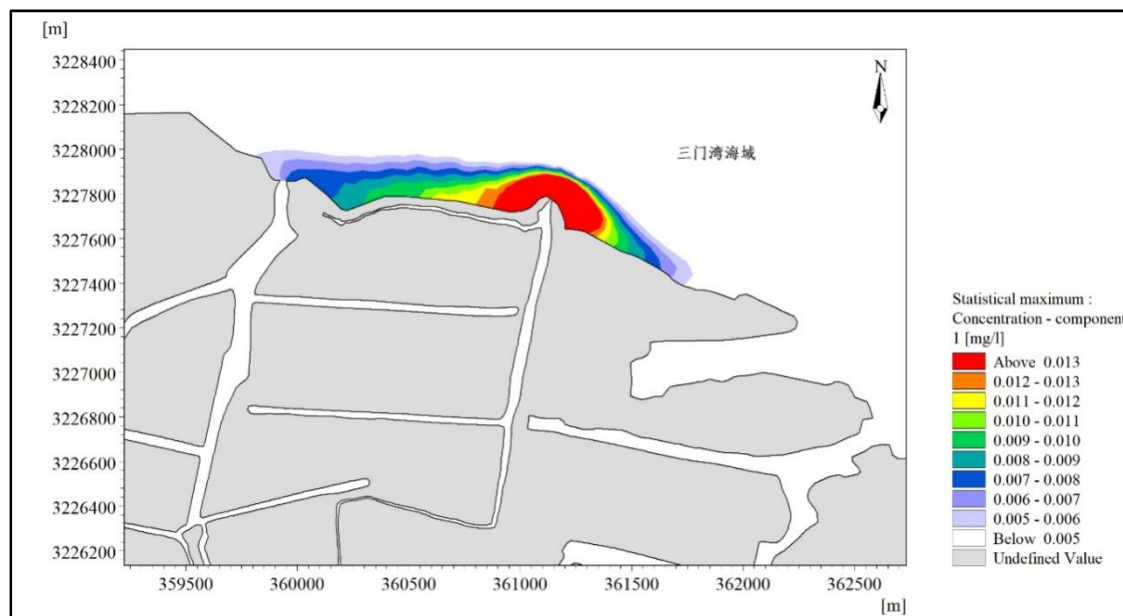 [m]
3228400
3228200
3228000
3227800
3227600
3227400
3227200
3227000
3226800
3226600
3226400
3226200
N
三门湾海域
359500 360000 360500 361000 361500 362000 362500
[m]
Statistical maximum :
Concentration - component
1 [mg/l]
Above 0.013
0.012 - 0.013
0.011 - 0.012
0.010 - 0.011
0.009 - 0.010
0.008 - 0.009
0.007 - 0.008
0.006 - 0.007
0.005 - 0.006
Below 0.005
Undefined Value